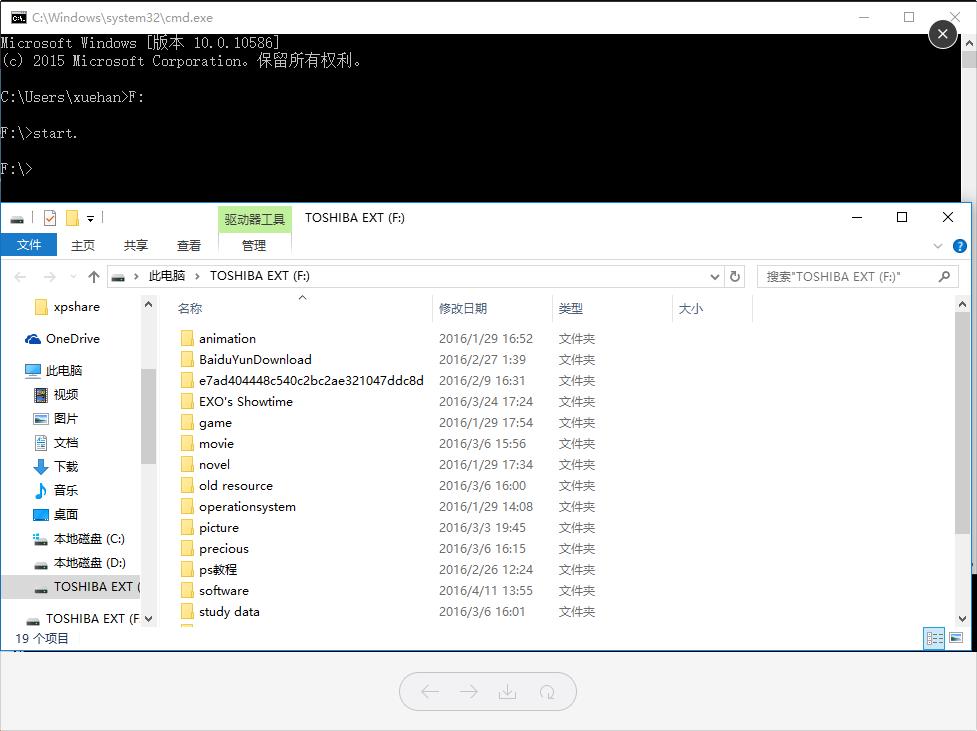 C:\Windows\system32\cmd.exe
Microsoft Windows [版本 10.0.10586]
(c) 2015 Microsoft Corporation。保留所有权利。
C:\Users\xuehan>F:
F:\>start.
F:\>
驱动器工具 TOSHIBA EXT (F:)
文件 主页 共享 查看 管理
此电脑 TOSHIBA EXT (F:) 搜索"TOSHIBA EXT (F:)"
xpshare
OneDrive
此电脑
视频
图片
文档
下载
音乐
桌面
本地磁盘 (C:)
本地磁盘 (D:)
TOSHIBA EXT (
TOSHIBA EXT (F
名称 修改日期 类型 大小
animation 2016/1/29 16:52 文件夹
BaiduYunDownload 2016/2/27 1:39 文件夹
e7ad404448c540c2bc2ae321047ddc8d 2016/2/9 16:31 文件夹
EXO's Showtime 2016/3/24 17:24 文件夹
game 2016/1/29 17:54 文件夹
movie 2016/3/6 15:56 文件夹
novel 2016/1/29 17:34 文件夹
old resource 2016/3/6 16:00 文件夹
operationsystem 2016/1/29 14:08 文件夹
picture 2016/3/3 19:45 文件夹
precious 2016/3/6 16:15 文件夹
ps教程 2016/2/26 12:24 文件夹
software 2016/4/11 13:55 文件夹
study data 2016/3/6 16:01 文件夹
19 个项目